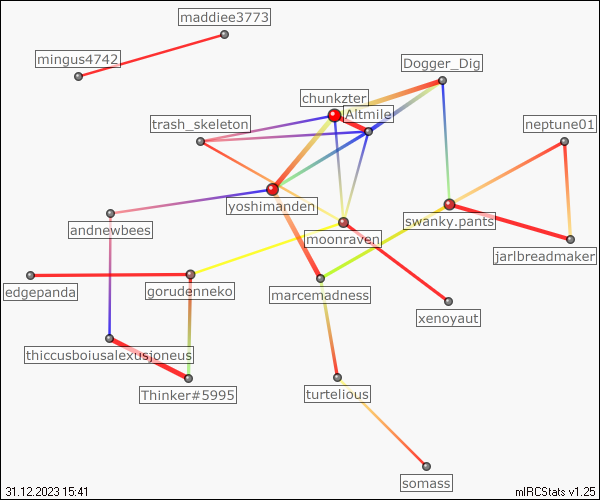 maddiee3773
mingus4742
Dogger_Dig
chunkzter
Altmile
trash_skeleton
neptune01
yoshimanden
swanky.pants
andnewbees
moonraven
jarlbreadmaker
edgepanda
gorudenneko
marcemadness
xenoyaut
thiccusboiusalexusjoneus
Thinker#5995
turtelious
somass
31.12.2023 15:41
mIRCStats v1.25